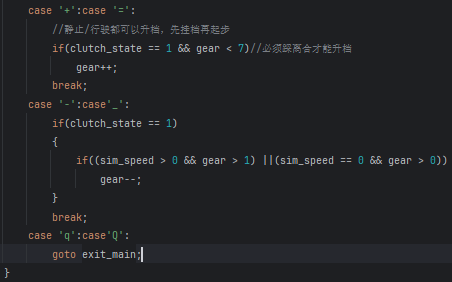 case '+':case '=':
//静止/行驶都可以升档，先挂档再起步
if(clutch_state == 1 && gear < 7)//必须踩离合才能升档
gear++;
break;
case '-':case'_':
if(clutch_state == 1)
{
if((sim_speed > 0 && gear > 1) ||(sim_speed == 0 && gear > 0))
gear--;
}
break;
case 'q':case'Q':
goto exit_main;
}